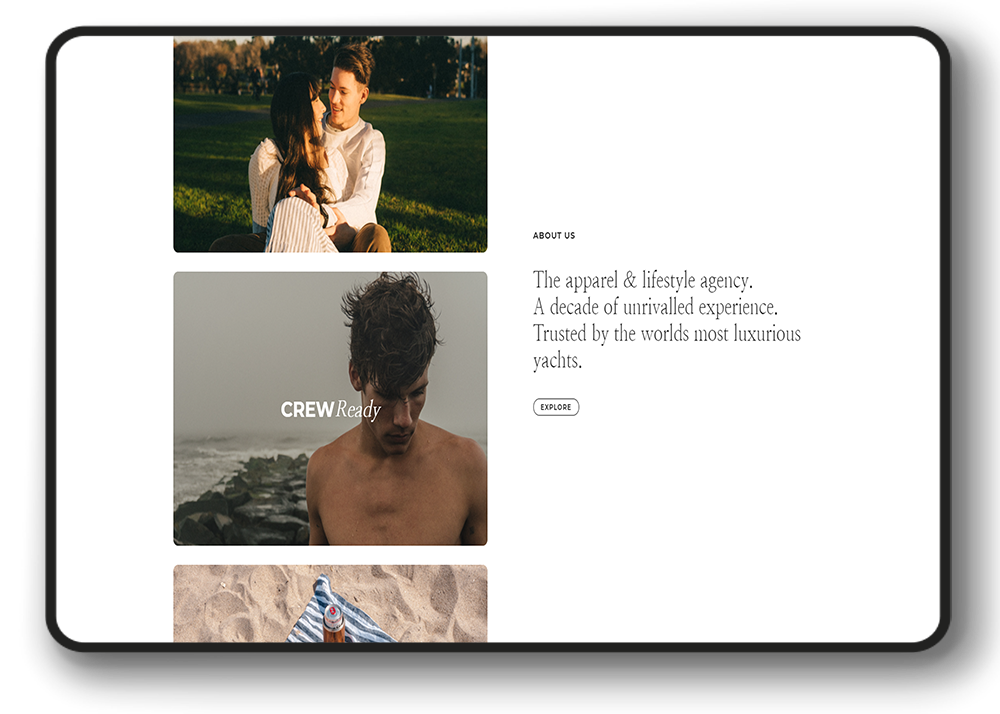 ABOUT US
The apparel & lifestyle agency.
A decade of unrivalled experience.
Trusted by the worlds most luxurious
yachts.
EXPLORE
CREW Ready